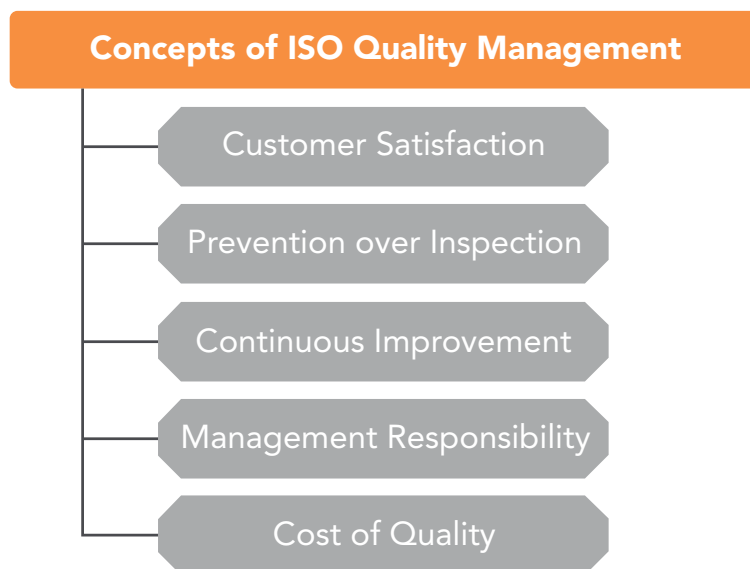 Concepts of ISO Quality Management
Customer Satisfaction
Prevention over Inspection
Continuous Improvement
Management Responsibility
Cost of Quality